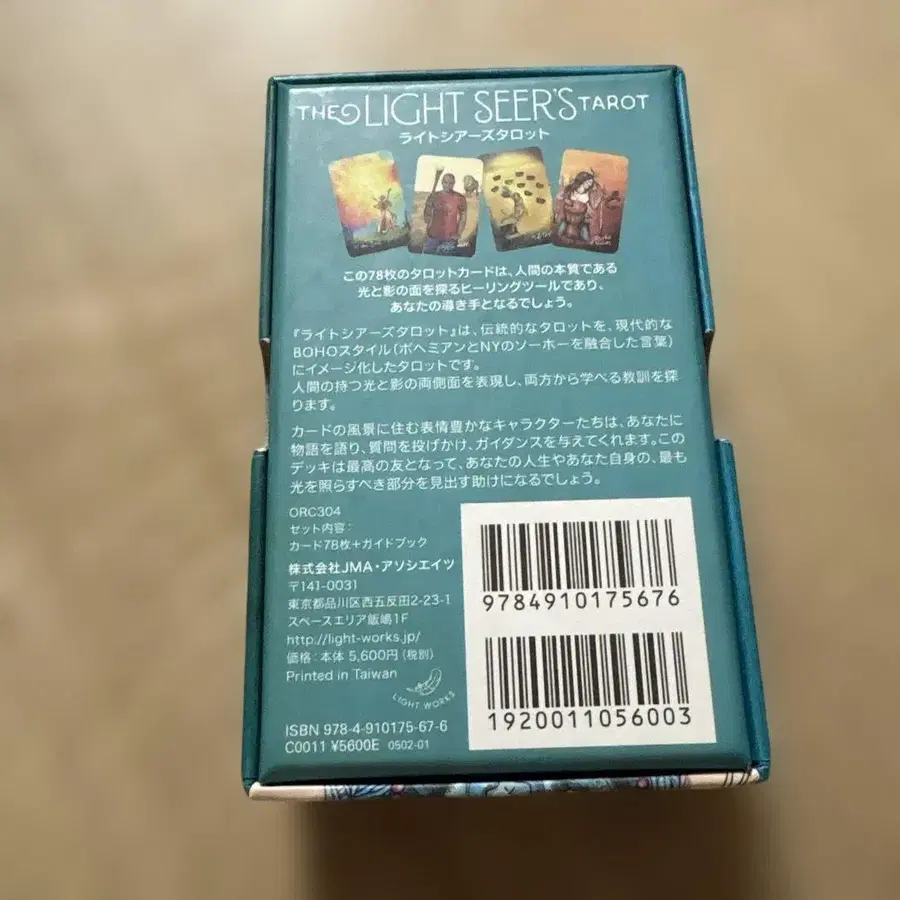 THE LIGHT SEER'S TAROT
ライトシアーズタロット
この78枚のタロットカードは、人間の本質である
光と影の面を探るヒーリングツールであり、
あなたの導き手となるでしょう。
『ライトシアーズタロット』は、伝統的なタロットを、現代的な
BOHOスタイル(ボヘミアンとNYのソーホーを融合した言葉)
にイメージ化したタロットです。
人間の持つ光と影の両側面を表現し、両方から学べる教訓を探
ります。
カードの風景に住む表情豊かなキャラクターたちは、あなたに
物語を語り、質問を投げかけ、ガイダンスを与えてくれます。この
デッキは最高の友となって、あなたの人生やあなた自身の、最も
光を照らすべき部分を見出す助けになるでしょう。
ORC304
セット内容:
カード78枚+ガイドブック
株式会社JMA・アソシエイツ
〒141-0031
東京都品川区西五反田2-23-1
スペースエリア飯嶋1F
http://light-works.jp/
価格:本体 5,600円(税別)
Printed in Taiwan
LIGHT WORKS
ISBN 978-4-910175-67-6
C0011 ¥5600E 0502-01
9784910175676
1920011056003